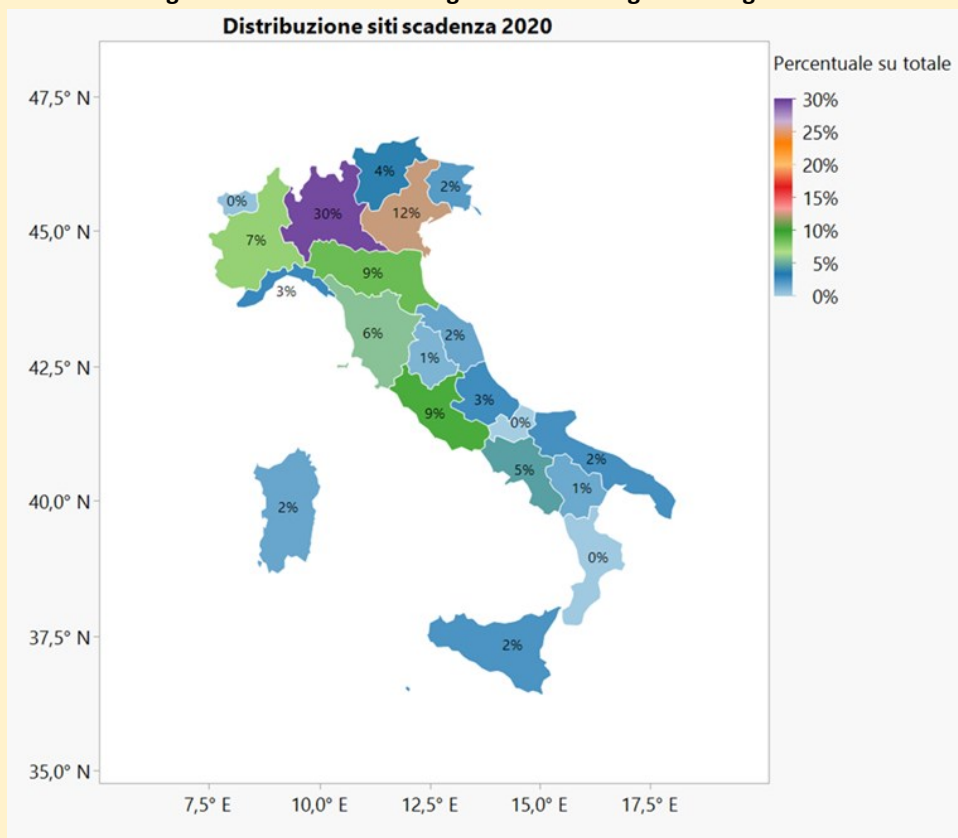 Distribuzione siti scadenza 2020
Percentuale su totale
30%
25%
20%
15%
10%
5%
0%
47,5° N
45,0° N
42,5° N
40,0° N
37,5° N
35,0° N
4%
2%
0%
30%
12%
7%
9%
3%
6%
2%
1%
3%
9%
0%
2%
5%
1%
2%
0%
2%
7,5° E
10,0° E
12,5° E
15,0° E
17,5° E